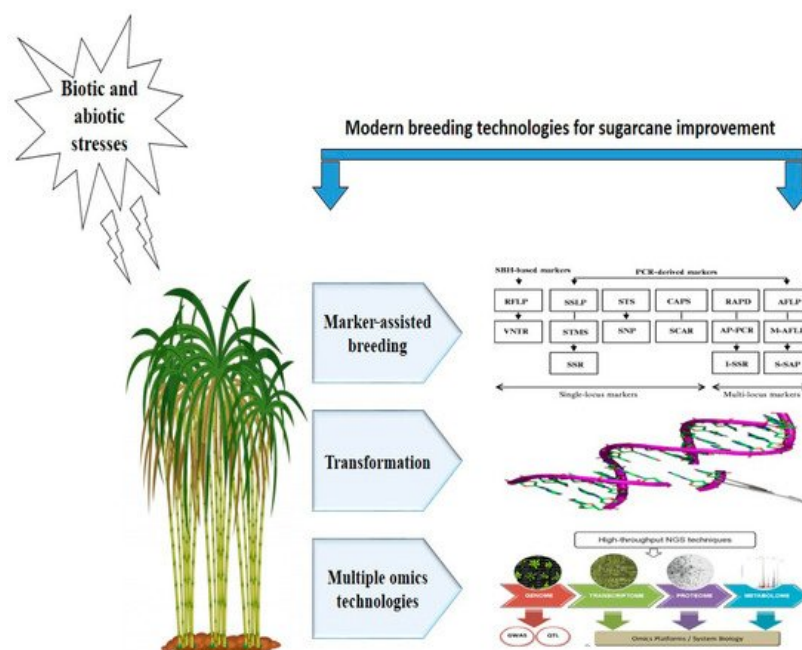 Biotic and
abiotic
stresses
Modern breeding technologies for sugarcane improvement
Marker-assisted
breeding
SBH-based markers PCR-derived markers
RFLP SSLP STS CAPS RAPD AFLP
VNTR STMS SNP SCAR AP-PCR M-AFLP
SSR I-SSR S-SAP
Single-locus markers Multi-locus markers
Transformation
Multiple omics
technologies
High-throughput NGS techniques
GENOME TRANSCRIPTOME PROTEOME METABOLOME
GWAS QTL Omics Platforms / System Biology